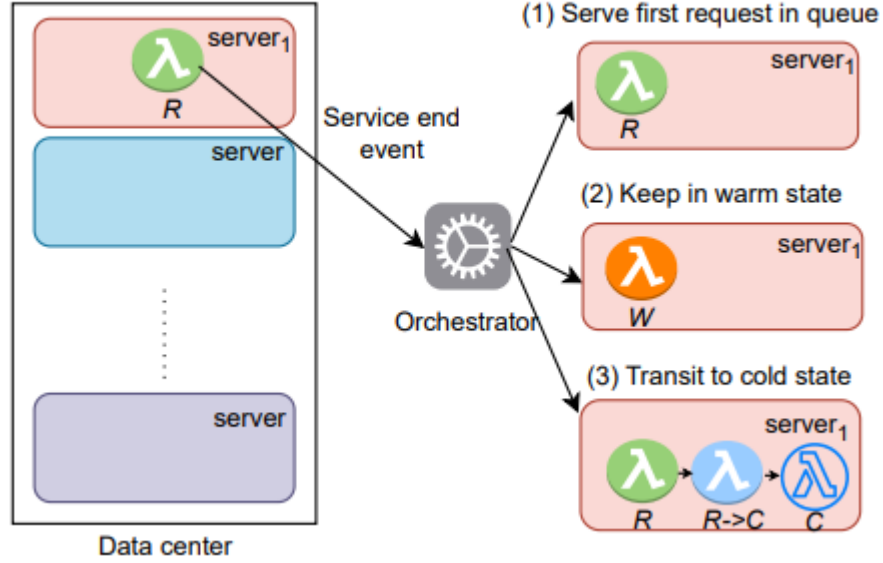 server1
R
server
server
Data center
Service end
event
Orchestrator
(1) Serve first request in queue
server1
R
(2) Keep in warm state
server1
W
(3) Transit to cold state
server1
R
R->C
C